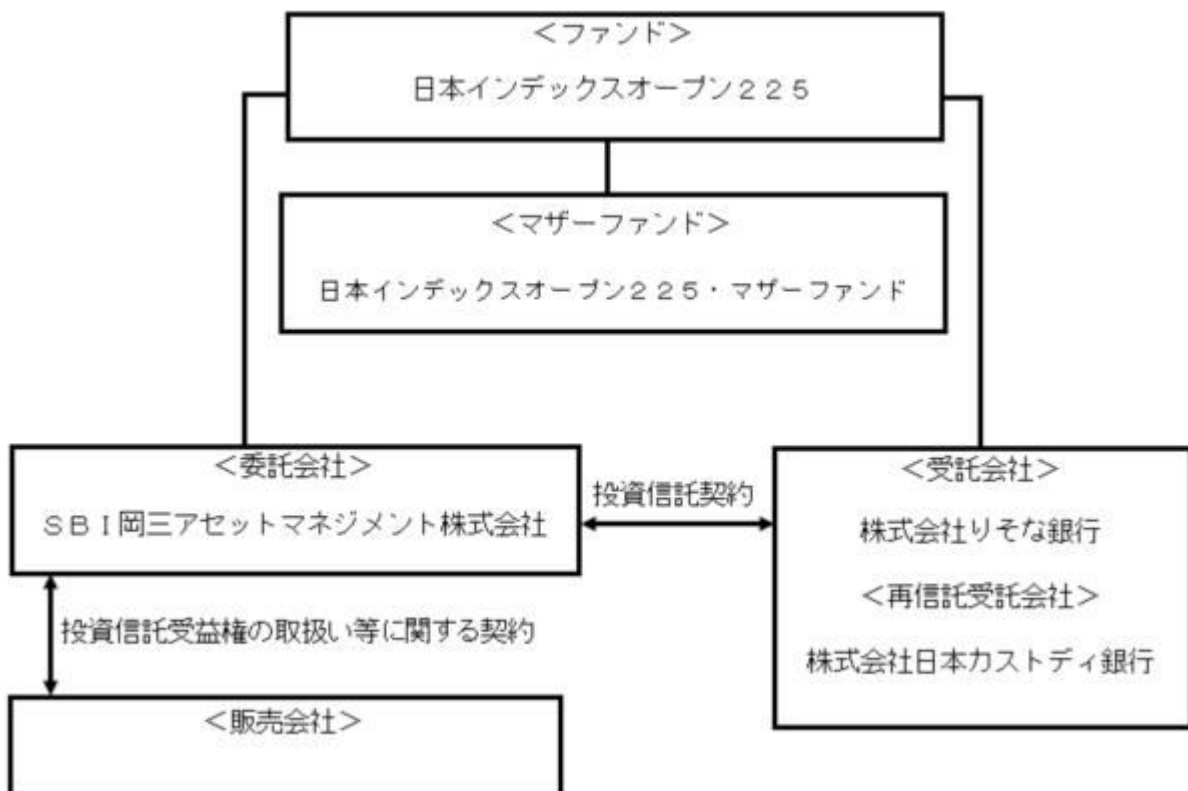 ＜ファンド＞
日本インデックスオープン２２５
＜マザーファンド＞
日本インデックスオープン２２５・マザーファンド
＜委託会社＞
ＳＢＩ岡三アセットマネジメント株式会社
投資信託契約
＜受託会社＞
株式会社りそな銀行
＜再信託受託会社＞
株式会社日本カストディ銀行
投資信託受益権の取扱い等に関する契約
＜販売会社＞